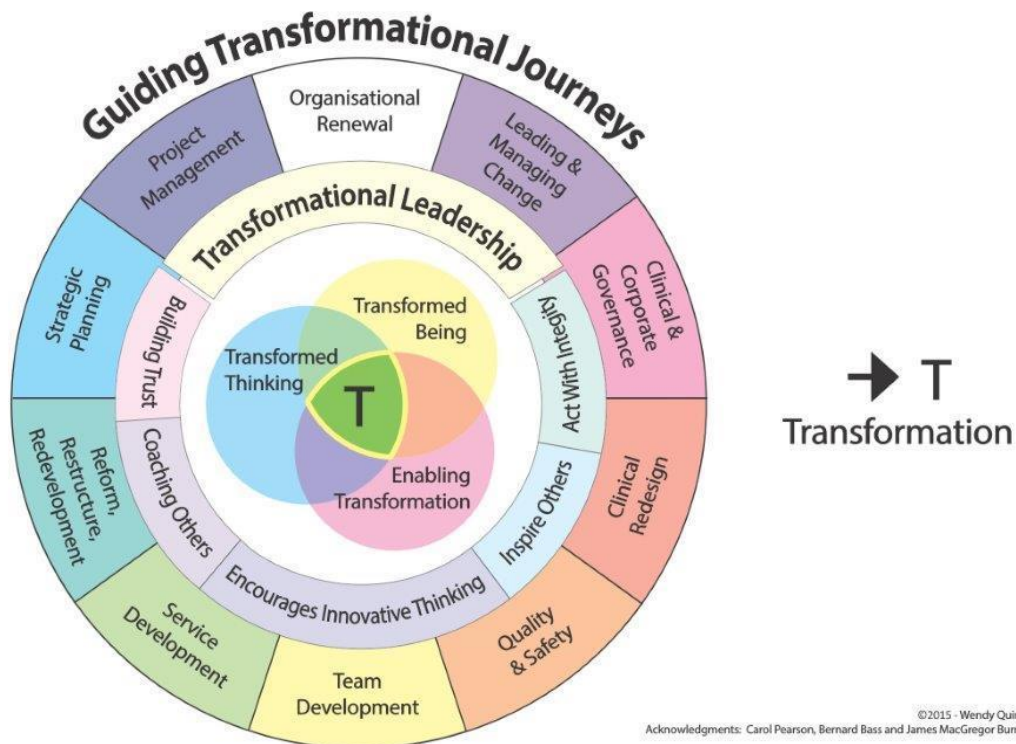 Guiding Transformational Journeys
Organisational
Renewal
Leading &
Managing
Change
Clinical &
Corporate
Governance
Clinical
Redesign
Quality
& Safety
Team
Development
Service
Development
Reform,
Restructure,
Redevelopment
Strategic
Planning
Project
Management
Transformational Leadership
Act With Integrity
Inspire Others
Encourages Innovative Thinking
Coaching Others
Building Trust
Transformed
Being
Transformed
Thinking
T
Enabling
Transformation
T
Transformation
©2015 - Wendy
Acknowledgments: Carol Pearson, Bernard Bass and James MacGregor